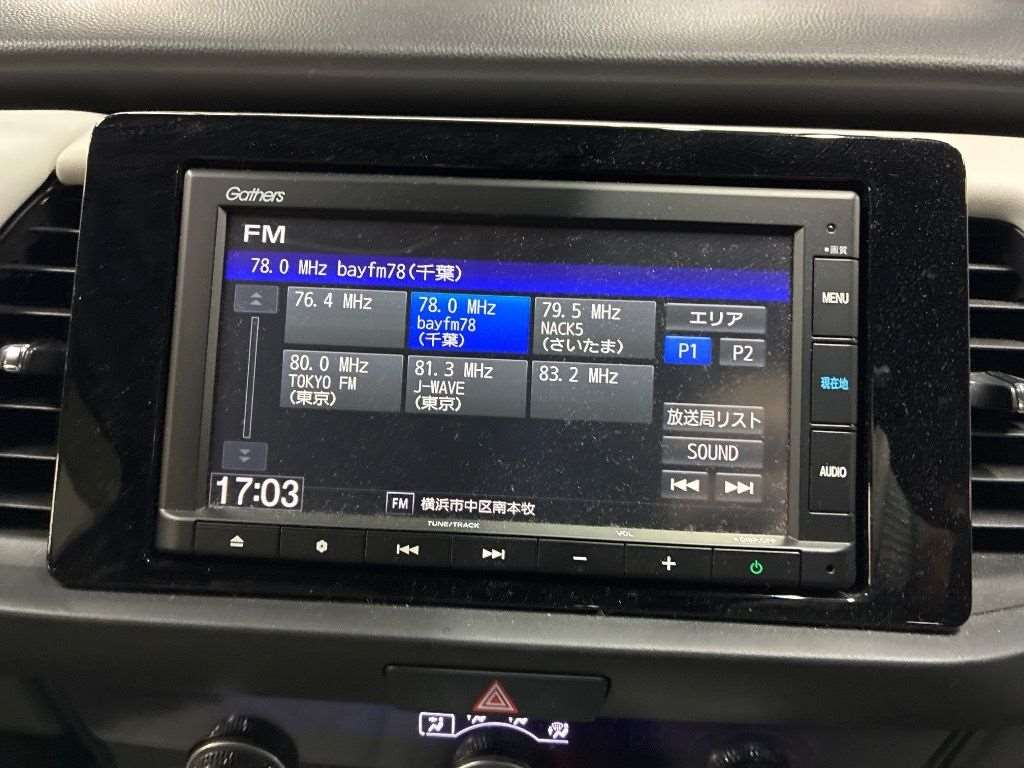 Gathers
FM
78.0 MHz bayfm78(千葉)
76.4 MHz
78.0 MHz
bayfm78
(千葉)
79.5 MHz
NACK5
(さいたま)
80.0 MHz
TOKYO FM
(東京)
81.3 MHz
J-WAVE
(東京)
83.2 MHz
エリア
P1
P2
放送局リスト
SOUND
17:03
FM
横浜市中区南本牧
画質
MENU
現在地
AUDIO
TUNE/TRACK
VOL